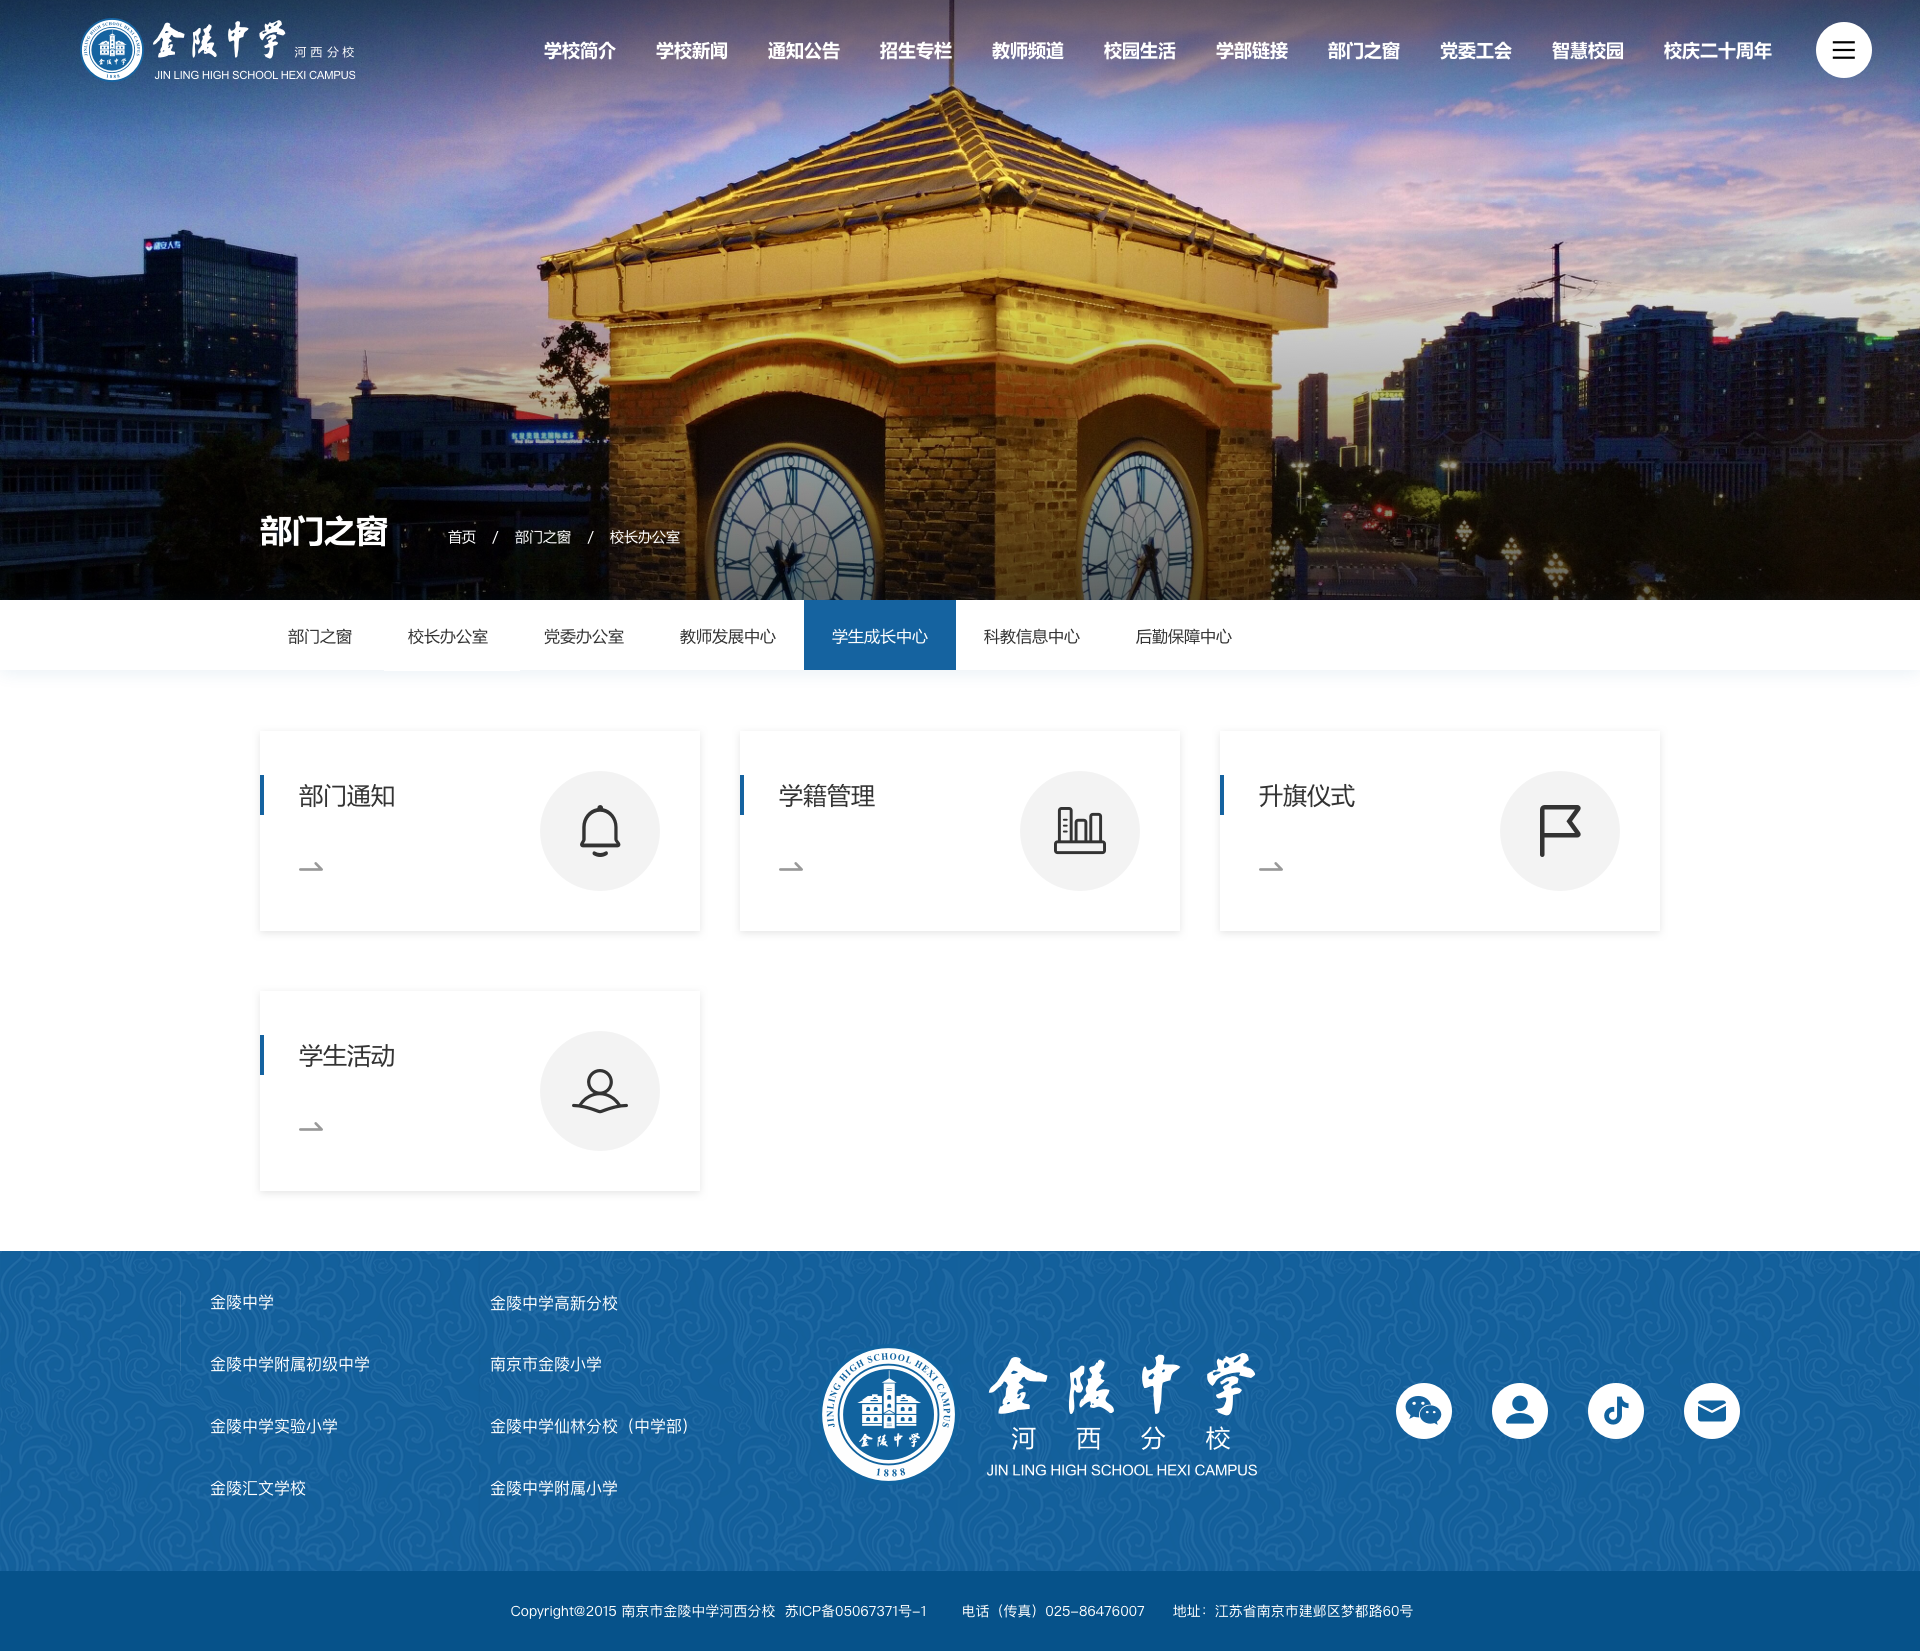 金陵中学 河西分校
JIN LING HIGH SCHOOL HEXI CAMPUS
学校简介 学校新闻 通知公告 招生专栏 教师频道 校园生活 学部链接 部门之窗 党委工会 智慧校园 校庆二十周年
部门之窗
首页 / 部门之窗 / 校长办公室
部门之窗 校长办公室 党委办公室 教师发展中心 学生成长中心 科教信息中心 后勤保障中心
部门通知 学籍管理 升旗仪式
学生活动
金陵中学 金陵中学高新分校
金陵中学附属初级中学 南京市金陵小学
金陵中学实验小学 金陵中学仙林分校（中学部）
金陵汇文学校 金陵中学附属小学
JINLING HIGH SCHOOL HEXI CAMPUS
金陵中学
1888
金陵中学
河西分校
JIN LING HIGH SCHOOL HEXI CAMPUS
Copyright@2015 南京市金陵中学河西分校 苏ICP备05067371号-1 电话（传真）025-86476007 地址：江苏省南京市建邺区梦都路60号